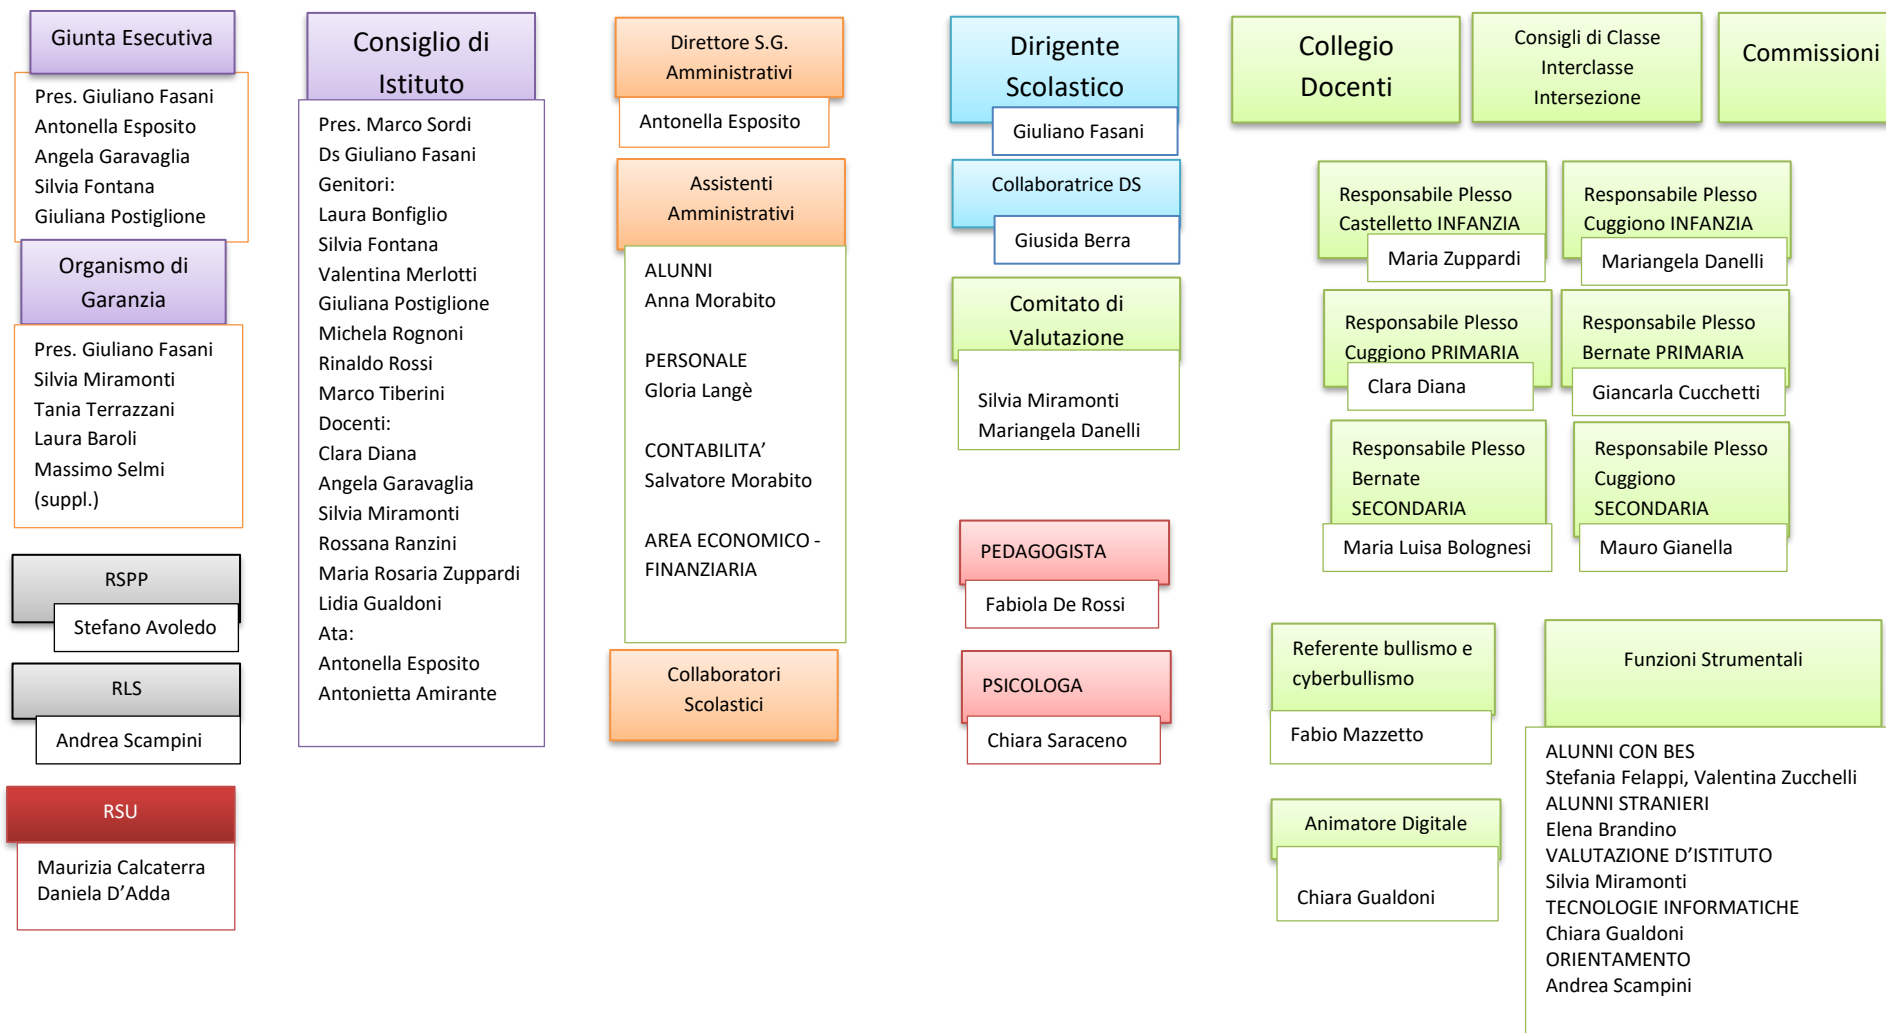 Giunta Esecutiva
Pres. Giuliano Fasani
Antonella Esposito
Angela Garavaglia
Silvia Fontana
Giuliana Postiglione
Organismo di
Garanzia
Pres. Giuliano Fasani
Silvia Miramonti
Tania Terrazzani
Laura Baroli
Massimo Selmi
(suppl.)
RSPP
Stefano Avoledo
RLS
Andrea Scampini
RSU
Maurizia Calcaterra
Daniela D’Adda
Consiglio di
Istituto
Pres. Marco Sordi
Ds Giuliano Fasani
Genitori:
Laura Bonfiglio
Silvia Fontana
Valentina Merlotti
Giuliana Postiglione
Michela Rognoni
Rinaldo Rossi
Marco Tiberini
Docenti:
Clara Diana
Angela Garavaglia
Silvia Miramonti
Rossana Ranzini
Maria Rosaria Zuppardi
Lidia Gualdoni
Ata:
Antonella Esposito
Antonietta Amirante
Direttore S.G.
Amministrativi
Antonella Esposito
Assistenti
Amministrativi
ALUNNI
Anna Morabito
PERSONALE
Gloria Langè
CONTABILITA’
Salvatore Morabito
AREA ECONOMICO -
FINANZIARIA
Collaboratori
Scolastici
Dirigente
Scolastico
Giuliano Fasani
Collaboratrice DS
Giusida Berra
Comitato di
Valutazione
Silvia Miramonti
Mariangela Danelli
PEDAGOGISTA
Fabiola De Rossi
PSICOLOGA
Chiara Saraceno
Collegio
Docenti
Consigli di Classe
Interclasse
Intersezione
Commissioni
Responsabile Plesso
Castelletto INFANZIA
Maria Zuppardi
Responsabile Plesso
Cuggiono INFANZIA
Mariangela Danelli
Responsabile Plesso
Cuggiono PRIMARIA
Clara Diana
Responsabile Plesso
Bernate PRIMARIA
Giancarla Cucchetti
Responsabile Plesso
Bernate
SECONDARIA
Maria Luisa Bolognesi
Responsabile Plesso
Cuggiono
SECONDARIA
Mauro Gianella
Referente bullismo e
cyberbullismo
Fabio Mazzetto
Animatore Digitale
Chiara Gualdoni
Funzioni Strumentali
ALUNNI CON BES
Stefania Felappi, Valentina Zucchelli
ALUNNI STRANIERI
Elena Brandino
VALUTAZIONE D’ISTITUTO
Silvia Miramonti
TECNOLOGIE INFORMATICHE
Chiara Gualdoni
ORIENTAMENTO
Andrea Scampini